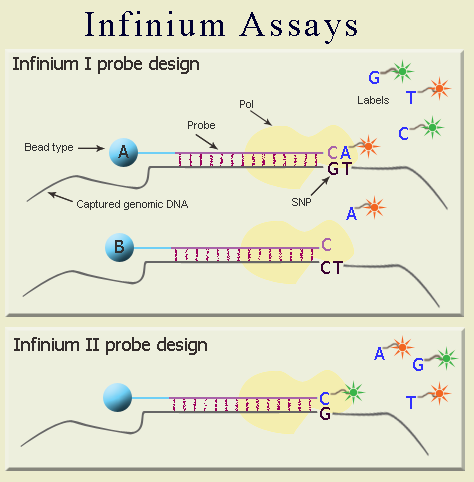 Infinium Assays
Infinium I probe design
G
T
Labels
Pol
Probe
C
Bead type
A
C A
G T
SNP
Captured genomic DNA
A
B
C
C T
Infinium II probe design
A
G
T
C
G